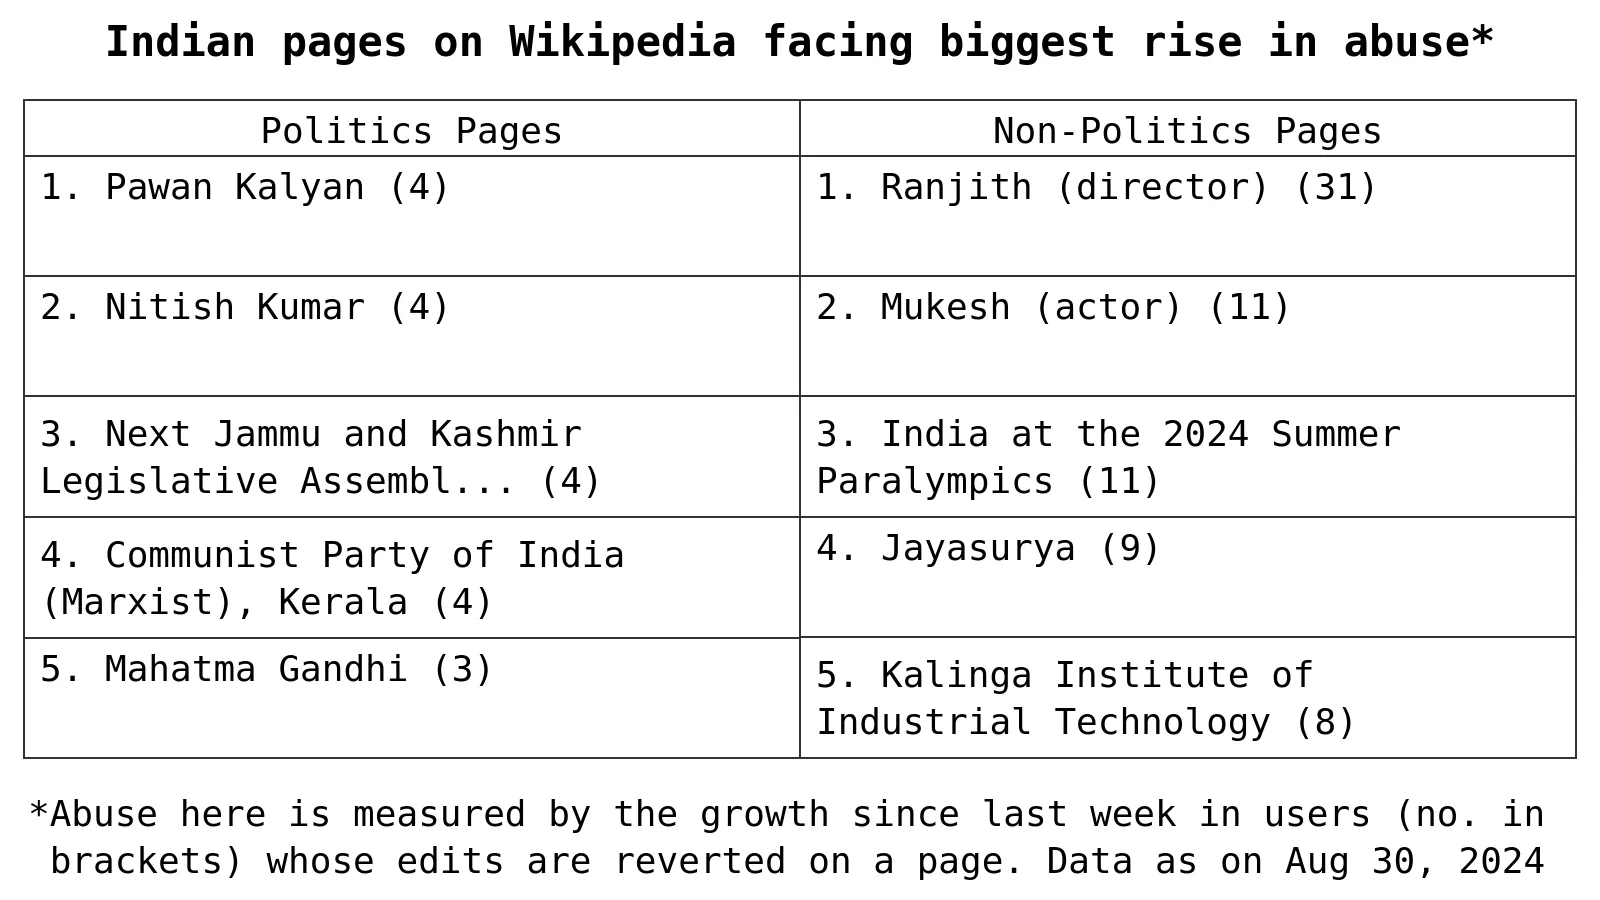 Indian pages on Wikipedia facing biggest rise in abuse*
Politics Pages
Non-Politics Pages
1. Pawan Kalyan (4)
1. Ranjith (director) (31)
2. Nitish Kumar (4)
2. Mukesh (actor) (11)
3. Next Jammu and Kashmir
Legislative Assembl... (4)
3. India at the 2024 Summer
Paralympics (11)
4. Communist Party of India
(Marxist), Kerala (4)
4. Jayasurya (9)
5. Mahatma Gandhi (3)
5. Kalinga Institute of
Industrial Technology (8)
*Abuse here is measured by the growth since last week in users (no. in
brackets) whose edits are reverted on a page. Data as on Aug 30, 2024